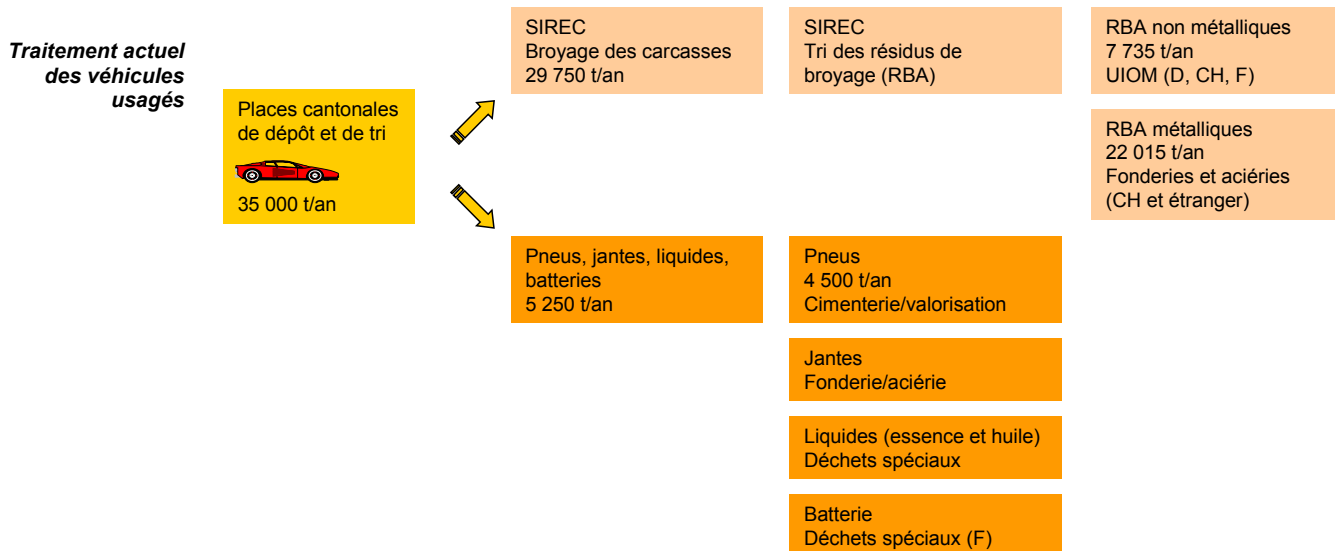 Traitement actuel
des véhicules
usagés
Places cantonales
de dépôt et de tri
35 000 t/an
SIREC
Broyage des carcasses
29 750 t/an
SIREC
Tri des résidus de
broyage (RBA)
RBA non métalliques
7 735 t/an
UIOM (D, CH, F)
RBA métalliques
22 015 t/an
Fonderies et aciéries
(CH et étranger)
Pneus, jantes, liquides,
batteries
5 250 t/an
Pneus
4 500 t/an
Cimenterie/valorisation
Jantes
Fonderie/aciérie
Liquides (essence et huile)
Déchets spéciaux
Batterie
Déchets spéciaux (F)